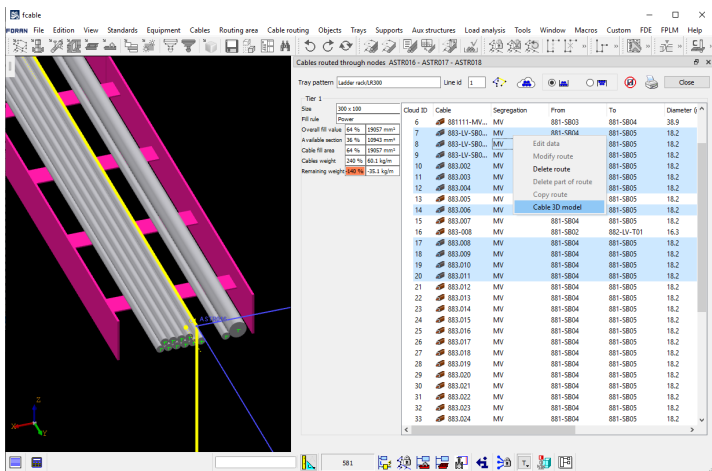 fcable
FORAN File Edition View Standards Equipment Cables Routing area Cable routing Objects Trays Supports Aux structures Load analysis Tools Window Macros Custom FDE FPLM Help
Cables routed through nodes ASTR016 - ASTR017 - ASTR018
Tray pattern Ladder rack/LR300 Line id 1 Close
Tier 1
Size 300 x 100
Fill rule Power
Overall fill value 64 % 19057 mm²
Available section 36 % 10943 mm²
Cable fill area 64 % 19057 mm²
Cables weight 240 % 60.1 kg/m
Remaining weight -140 % -35.1 kg/m
Cloud ID Cable Segregation From To Diameter (
6 881111-MV... MV 881-SB03 881-SB04 38.9
7 883-LV-SB0... MV 881-SB04 881-SB05 18.2
8 883-LV-SB0... MV 881-SB05 18.2
9 883-LV-SB0... MV 881-SB05 18.2
10 883.002 MV 881-SB05 18.2
11 883.003 MV 881-SB05 18.2
12 883.004 MV 881-SB05 18.2
13 883.005 MV 881-SB05 18.2
14 883.006 MV 881-SB05 18.2
15 883.007 MV 881-SB04 881-SB05 18.2
16 883-008 MV 881-SB02 882-LV-T01 16.3
17 883.008 MV 881-SB04 881-SB05 18.2
18 883.009 MV 881-SB04 881-SB05 18.2
19 883.010 MV 881-SB04 881-SB05 18.2
20 883.011 MV 881-SB04 881-SB05 18.2
21 883.012 MV 881-SB04 881-SB05 18.2
22 883.013 MV 881-SB04 881-SB05 18.2
23 883.014 MV 881-SB04 881-SB05 18.2
24 883.015 MV 881-SB04 881-SB05 18.2
25 883.016 MV 881-SB04 881-SB05 18.2
26 883.017 MV 881-SB04 881-SB05 18.2
27 883.018 MV 881-SB04 881-SB05 18.2
28 883.019 MV 881-SB04 881-SB05 18.2
29 883.020 MV 881-SB04 881-SB05 18.2
30 883.021 MV 881-SB04 881-SB05 18.2
31 883.022 MV 881-SB04 881-SB05 18.2
32 883.023 MV 881-SB04 881-SB05 18.2
33 883.024 MV 881-SB04 881-SB05 18.2
Edit data
Modify route
Delete route
Delete part of route
Copy route
Cable 3D model
Z
X
Y
581